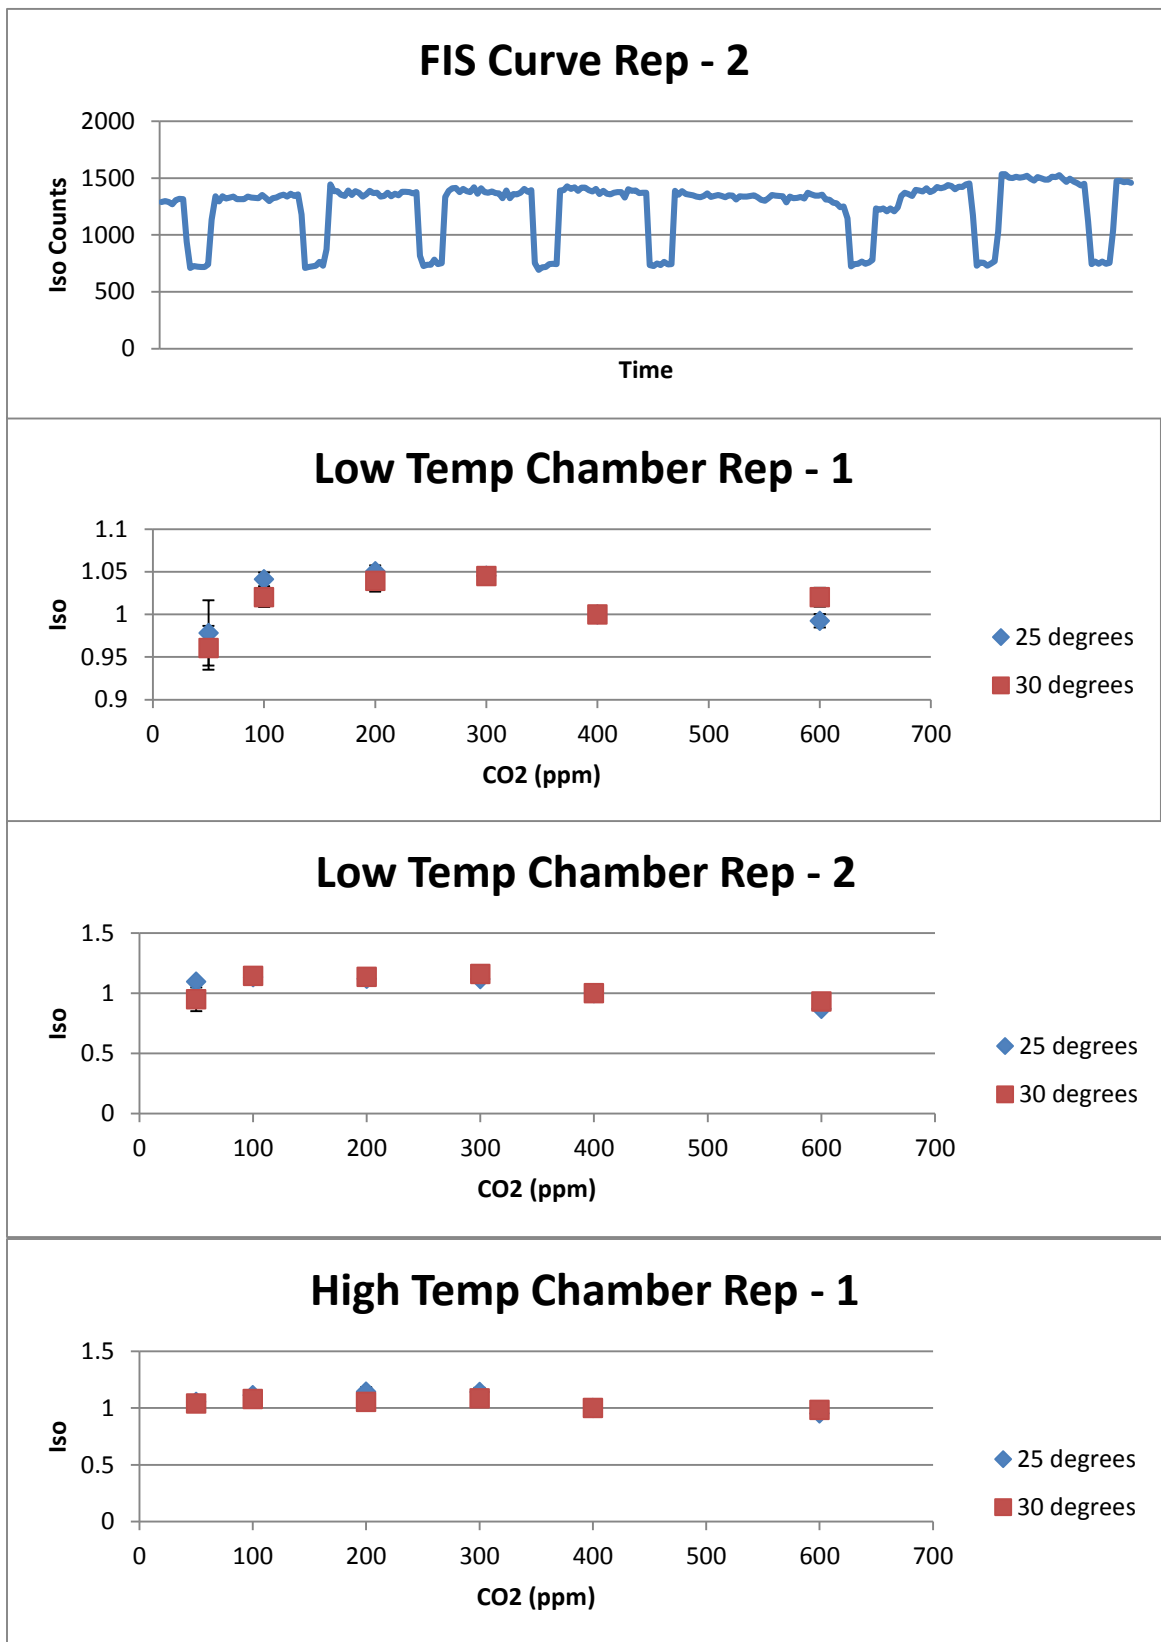 FIS Curve Rep - 2
2000
1500
1000
500
0
Iso Counts
Time
Low Temp Chamber Rep - 1
1.1
1.05
1
0.95
0.9
Iso
0 100 200 300 400 500 600 700
CO2 (ppm)
25 degrees
30 degrees
Low Temp Chamber Rep - 2
1.5
1
0.5
0
Iso
0 100 200 300 400 500 600 700
CO2 (ppm)
25 degrees
30 degrees
High Temp Chamber Rep - 1
1.5
1
0.5
0
Iso
0 100 200 300 400 500 600 700
CO2 (ppm)
25 degrees
30 degrees